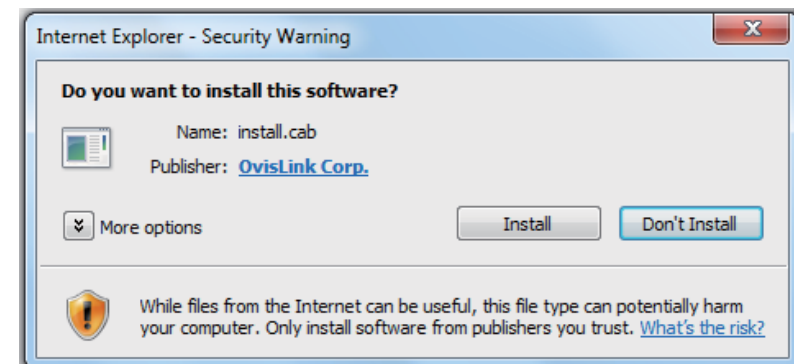 Internet Explorer - Security Warning
Do you want to install this software?
Name: install.cab
Publisher: OvisLink Corp.
More options
Install
Don't Install
While files from the Internet can be useful, this file type can potentially harm
your computer. Only install software from publishers you trust. What's the risk?